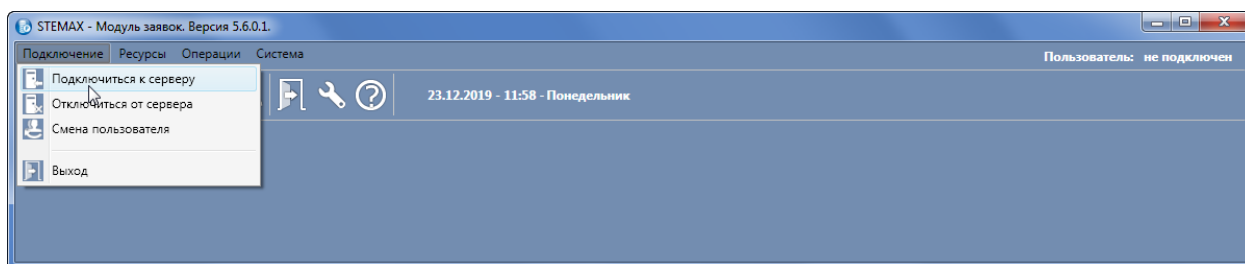 STEMAX - Модуль заявок. Версия 5.6.0.1.
Подключение Ресурсы Операции Система
Пользователь: не подключен
Подключиться к серверу
Отключиться от сервера
23.12.2019 - 11:58 - Понедельник
Смена пользователя
Выход